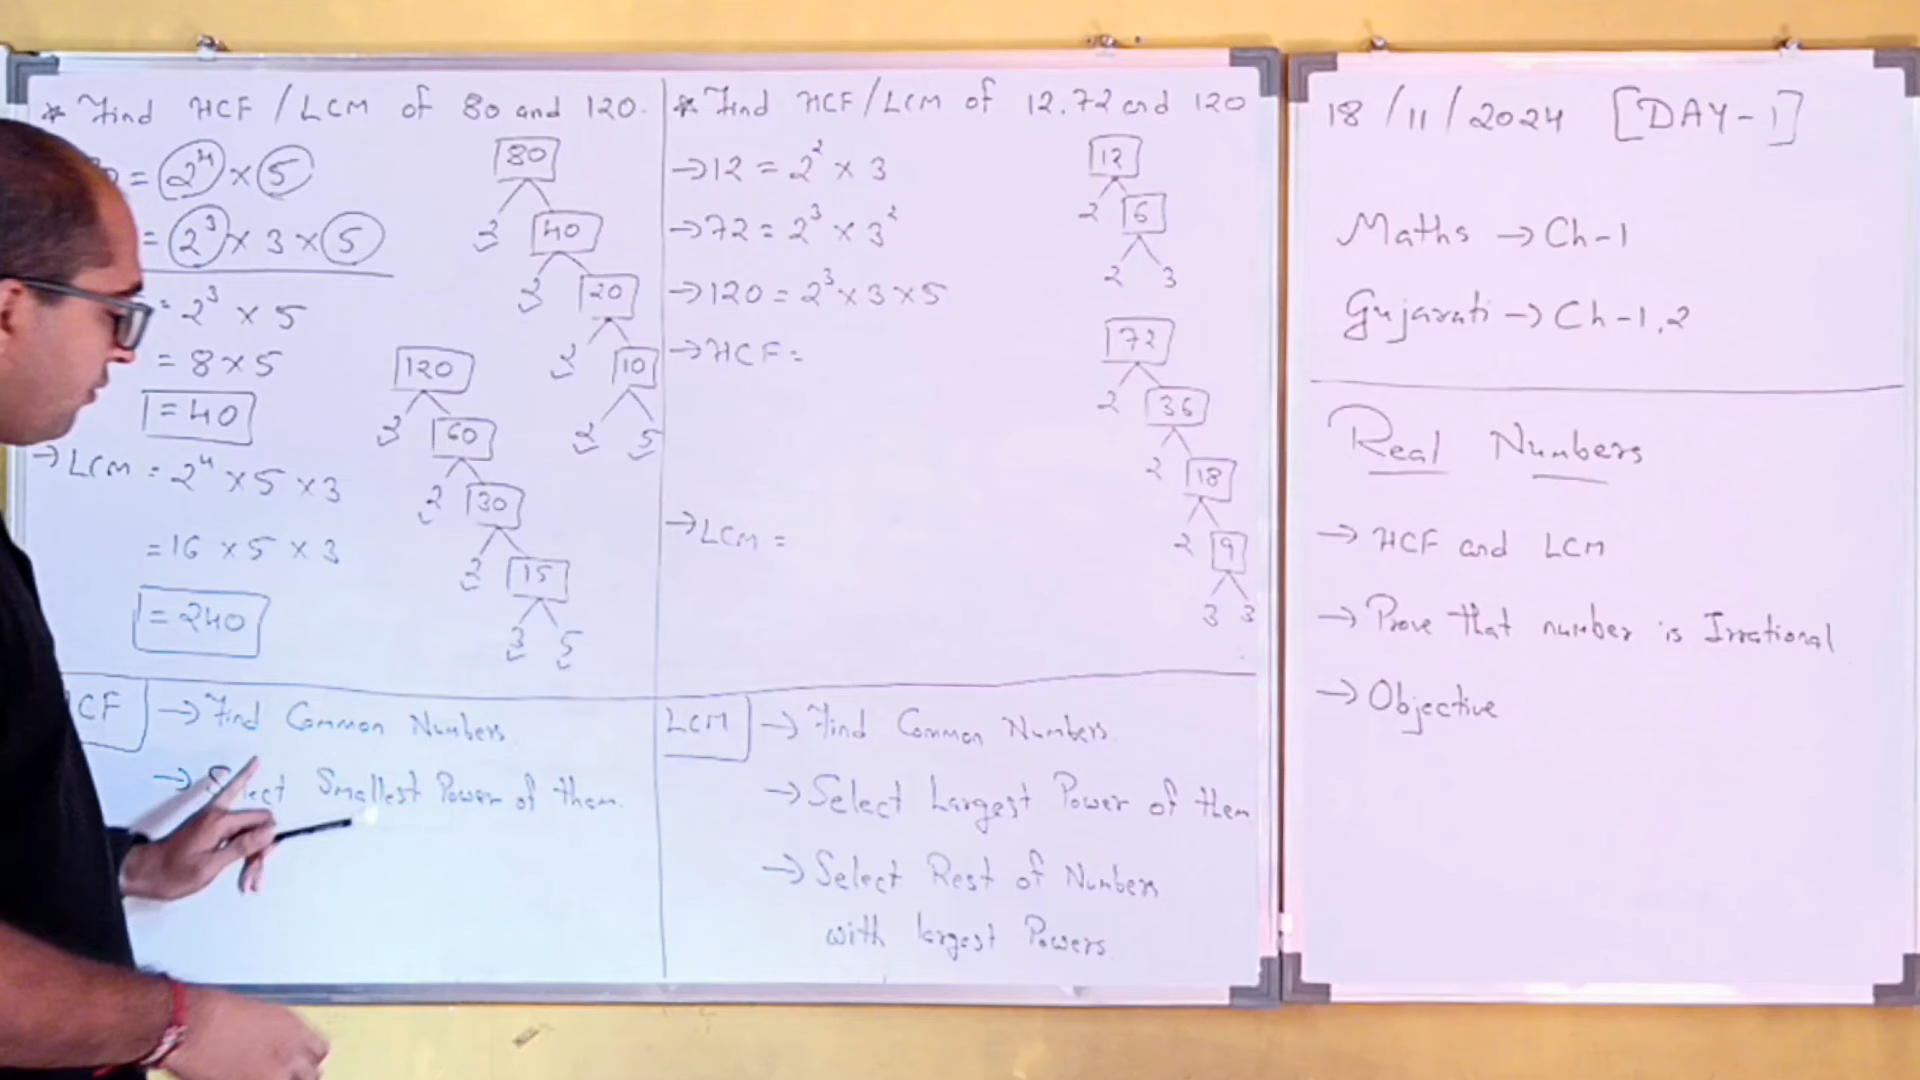 * Find HCF / LCM of 80 and 120.
= 2⁴ × 5
= 2³ × 3 × 5
= 2³ × 5
= 8 × 5
= 40
→ LCM = 2⁴ × 5 × 3
= 16 × 5 × 3
= 240
80
2 40
2 20
2 10
2 5
120
2 60
2 30
2 15
3 5
CF → Find Common Numbers
→ Select Smallest Power of them.
* Find HCF / LCM of 12.72 and 120
→ 12 = 2² × 3
→ 72 = 2³ × 3²
→ 120 = 2³ × 3 × 5
→ HCF =
→ LCM =
12
2 6
2 3
72
2 36
2 18
2 9
3 3
LCM → Find Common Numbers.
→ Select Largest Power of them
→ Select Rest of Numbers
with largest Powers.
18/11/2024 [DAY-1]
Maths → Ch-1
Gujarati → Ch-1,2
Real Numbers
→ HCF and LCM
→ Prove that number is Irrational
→ Objective